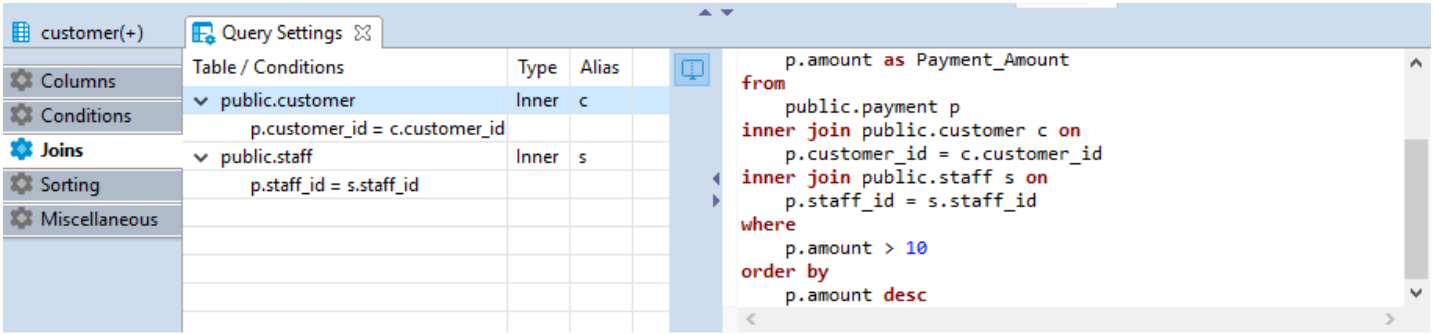 customer(+)
Query Settings
Columns
Conditions
Joins
Sorting
Miscellaneous
Table / Conditions Type Alias
public.customer Inner c
p.customer_id = c.customer_id
public.staff Inner s
p.staff_id = s.staff_id
p.amount as Payment_Amount
from
public.payment p
inner join public.customer c on
p.customer_id = c.customer_id
inner join public.staff s on
p.staff_id = s.staff_id
where
p.amount > 10
order by
p.amount desc